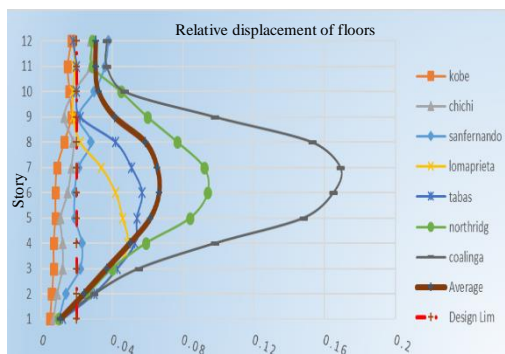 Relative displacement of floors
12
11
10
9
8
7
6
5
4
3
2
1
Story
0
0.04
0.08
0.12
0.16
0.2
kobe
chichi
sanfernando
lomaprieta
tabas
northridg
coalinga
Average
Design Lim